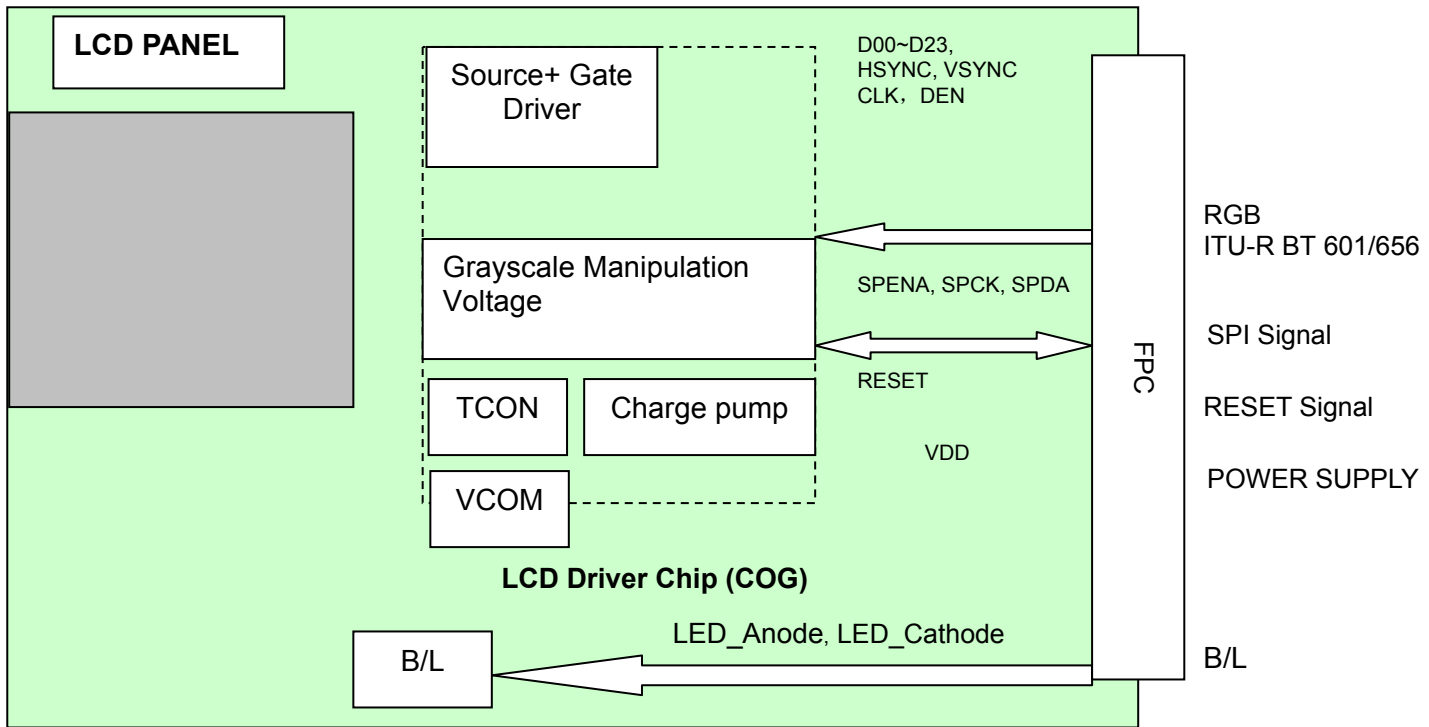 LCD PANEL
Source+ Gate
Driver
D00~D23,
HSYNC, VSYNC
CLK，DEN
RGB
ITU-R BT 601/656
Grayscale Manipulation
Voltage
SPENA, SPCK, SPDA
SPI Signal
FPC
RESET
RESET Signal
TCON
Charge pump
VDD
POWER SUPPLY
VCOM
LCD Driver Chip (COG)
LED_Anode, LED_Cathode
B/L
B/L